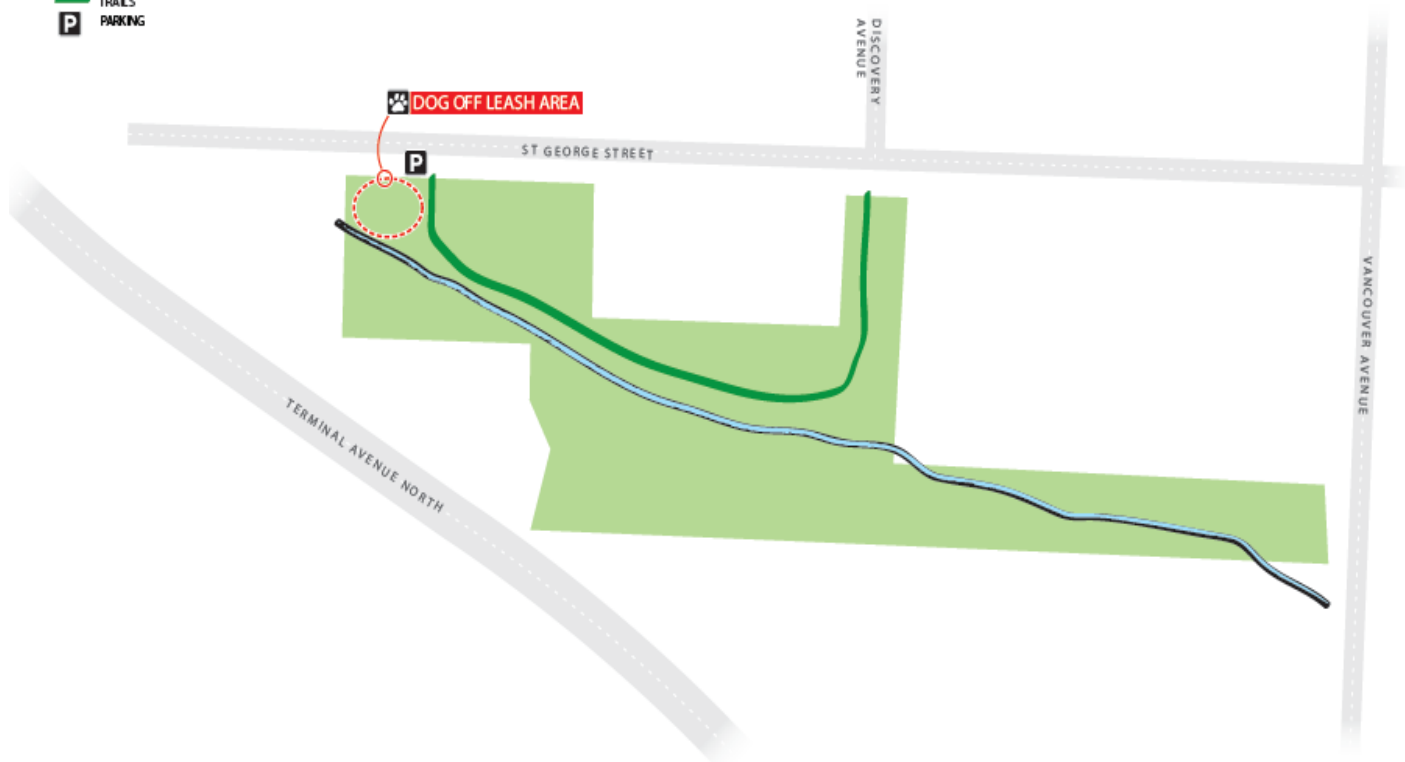 TRAILS
P PARKING
DISCOVERY
AVENUE
DOG OFF LEASH AREA
ST GEORGE STREET
P
VANCOUVER AVENUE
TERMINAL AVENUE NORTH